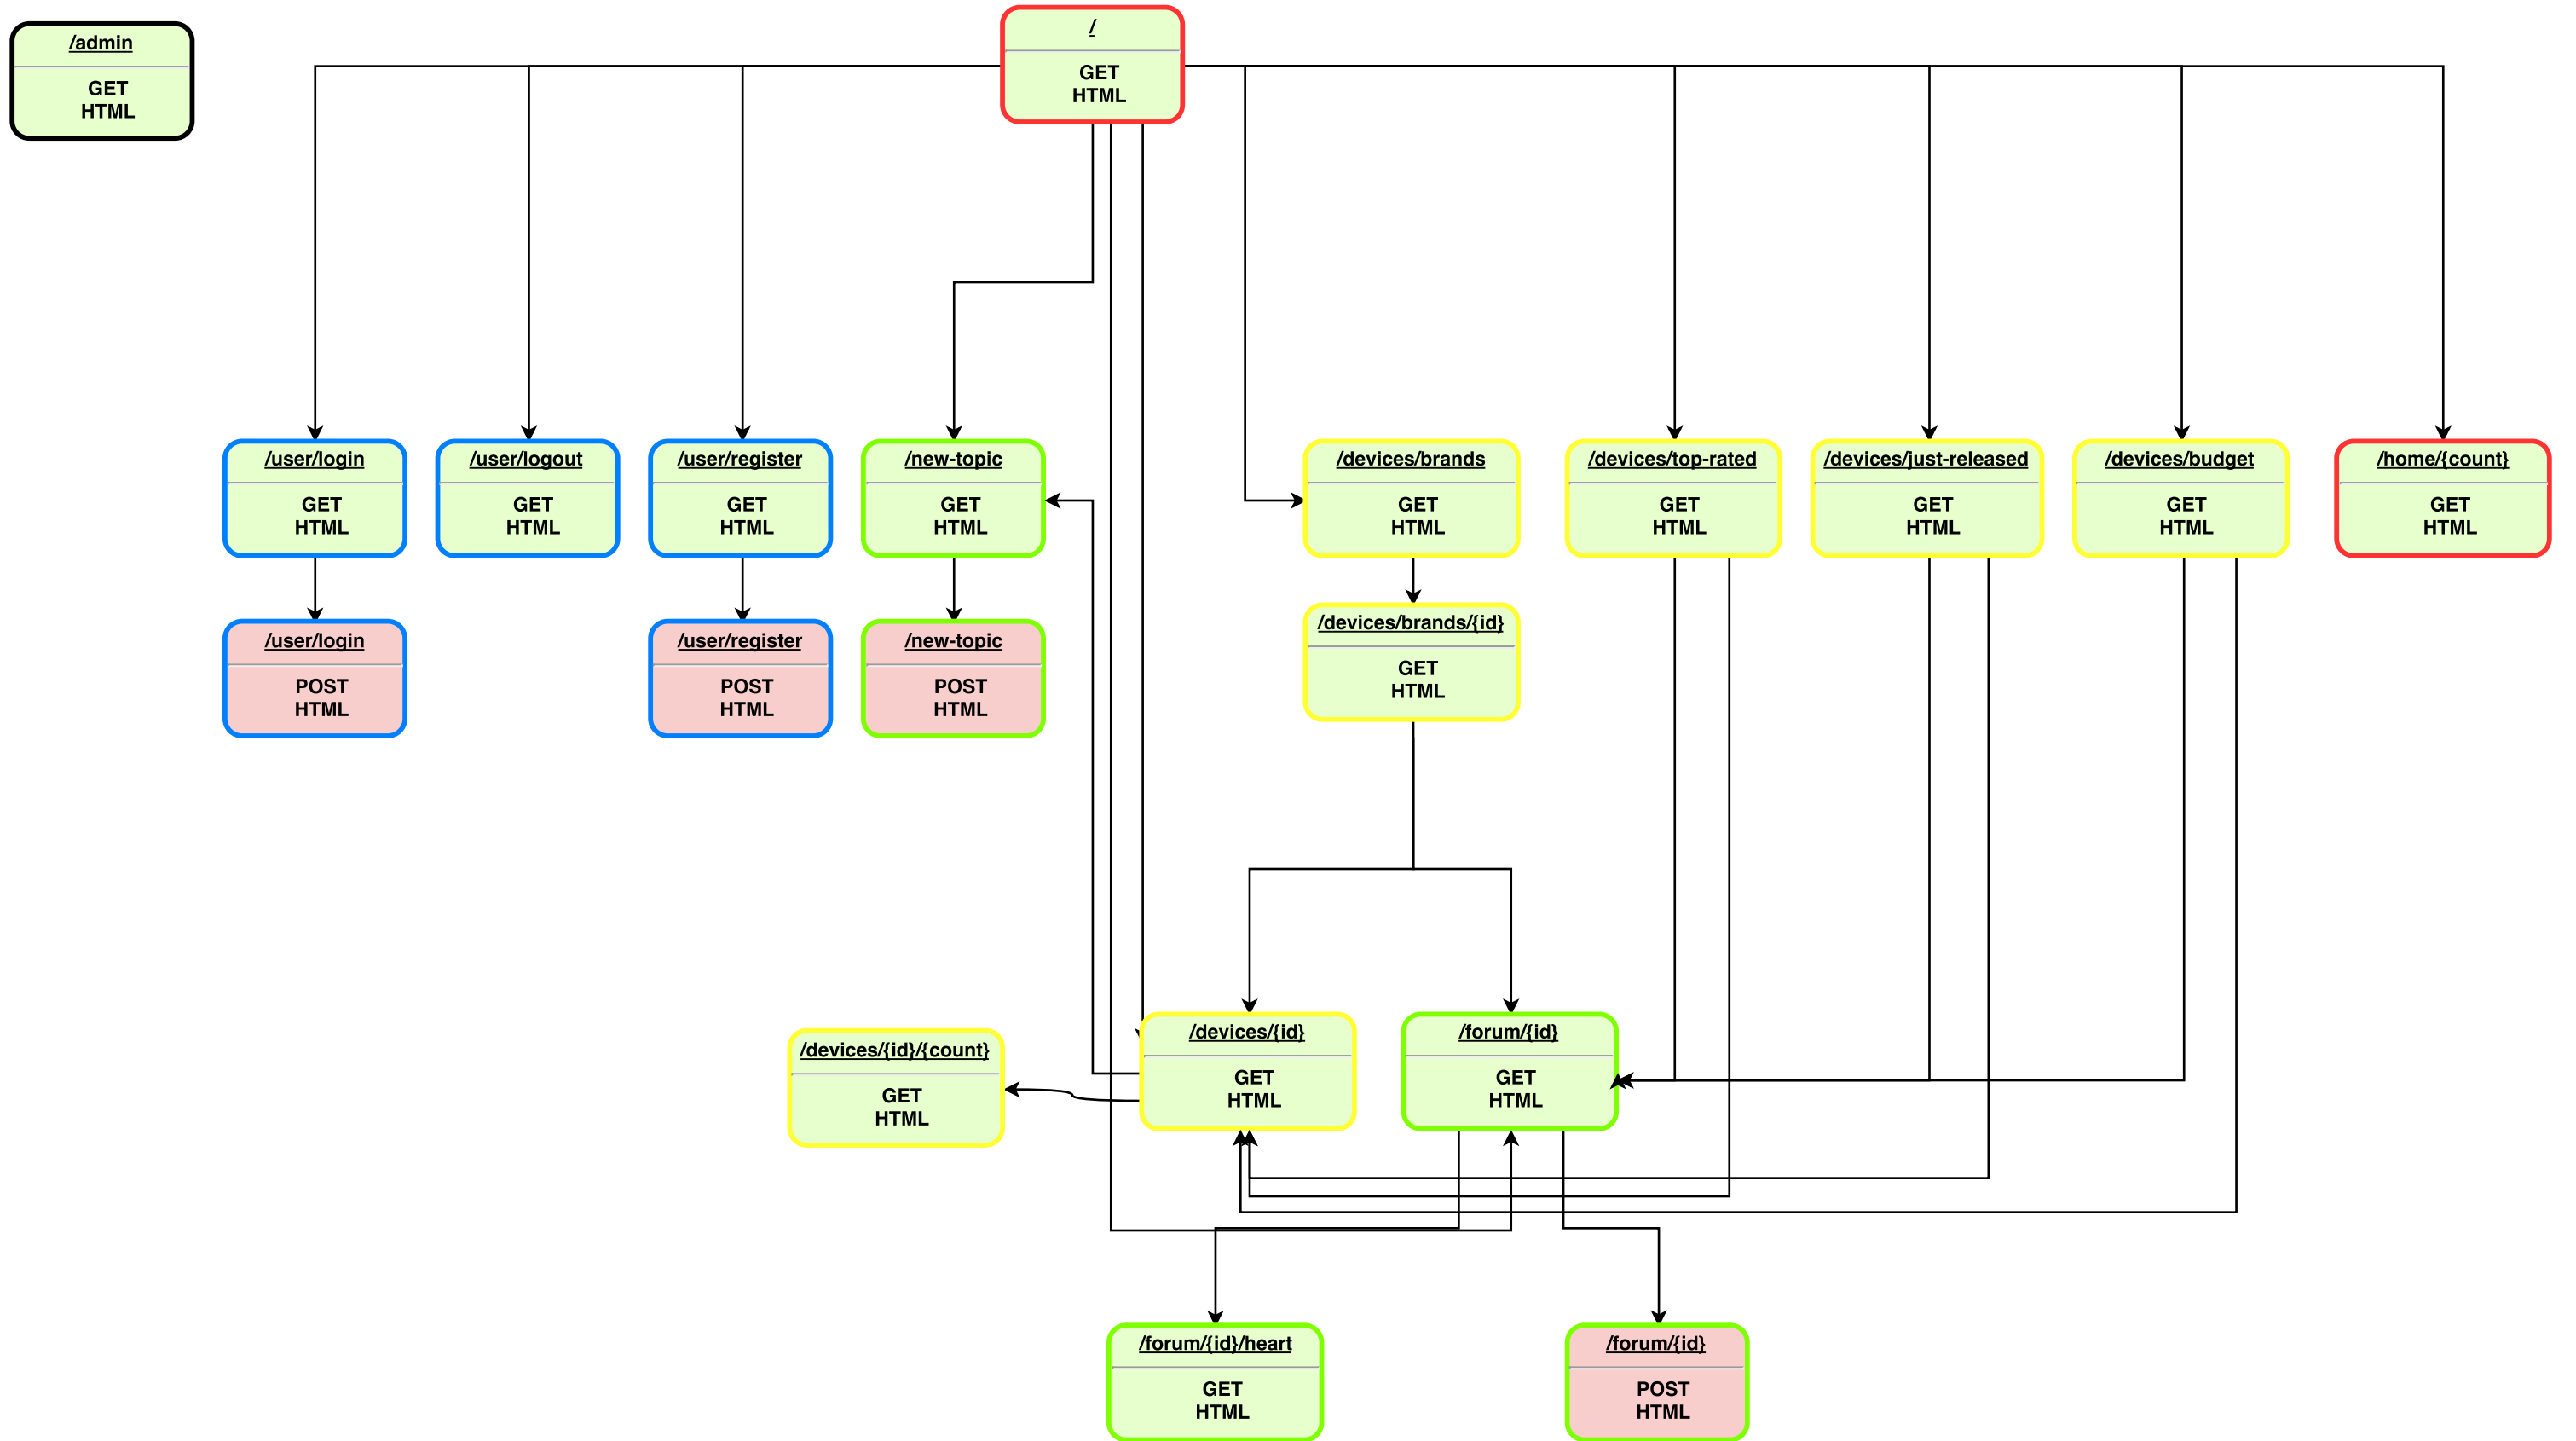 /admin
GET
HTML
/
GET
HTML
/user/login
GET
HTML
/user/logout
GET
HTML
/user/register
GET
HTML
/new-topic
GET
HTML
/devices/brands
GET
HTML
/devices/top-rated
GET
HTML
/devices/just-released
GET
HTML
/devices/budget
GET
HTML
/home/{count}
GET
HTML
/user/login
POST
HTML
/user/register
POST
HTML
/new-topic
POST
HTML
/devices/brands/{id}
GET
HTML
/devices/{id}/{count}
GET
HTML
/devices/{id}
GET
HTML
/forum/{id}
GET
HTML
/forum/{id}/heart
GET
HTML
/forum/{id}
POST
HTML